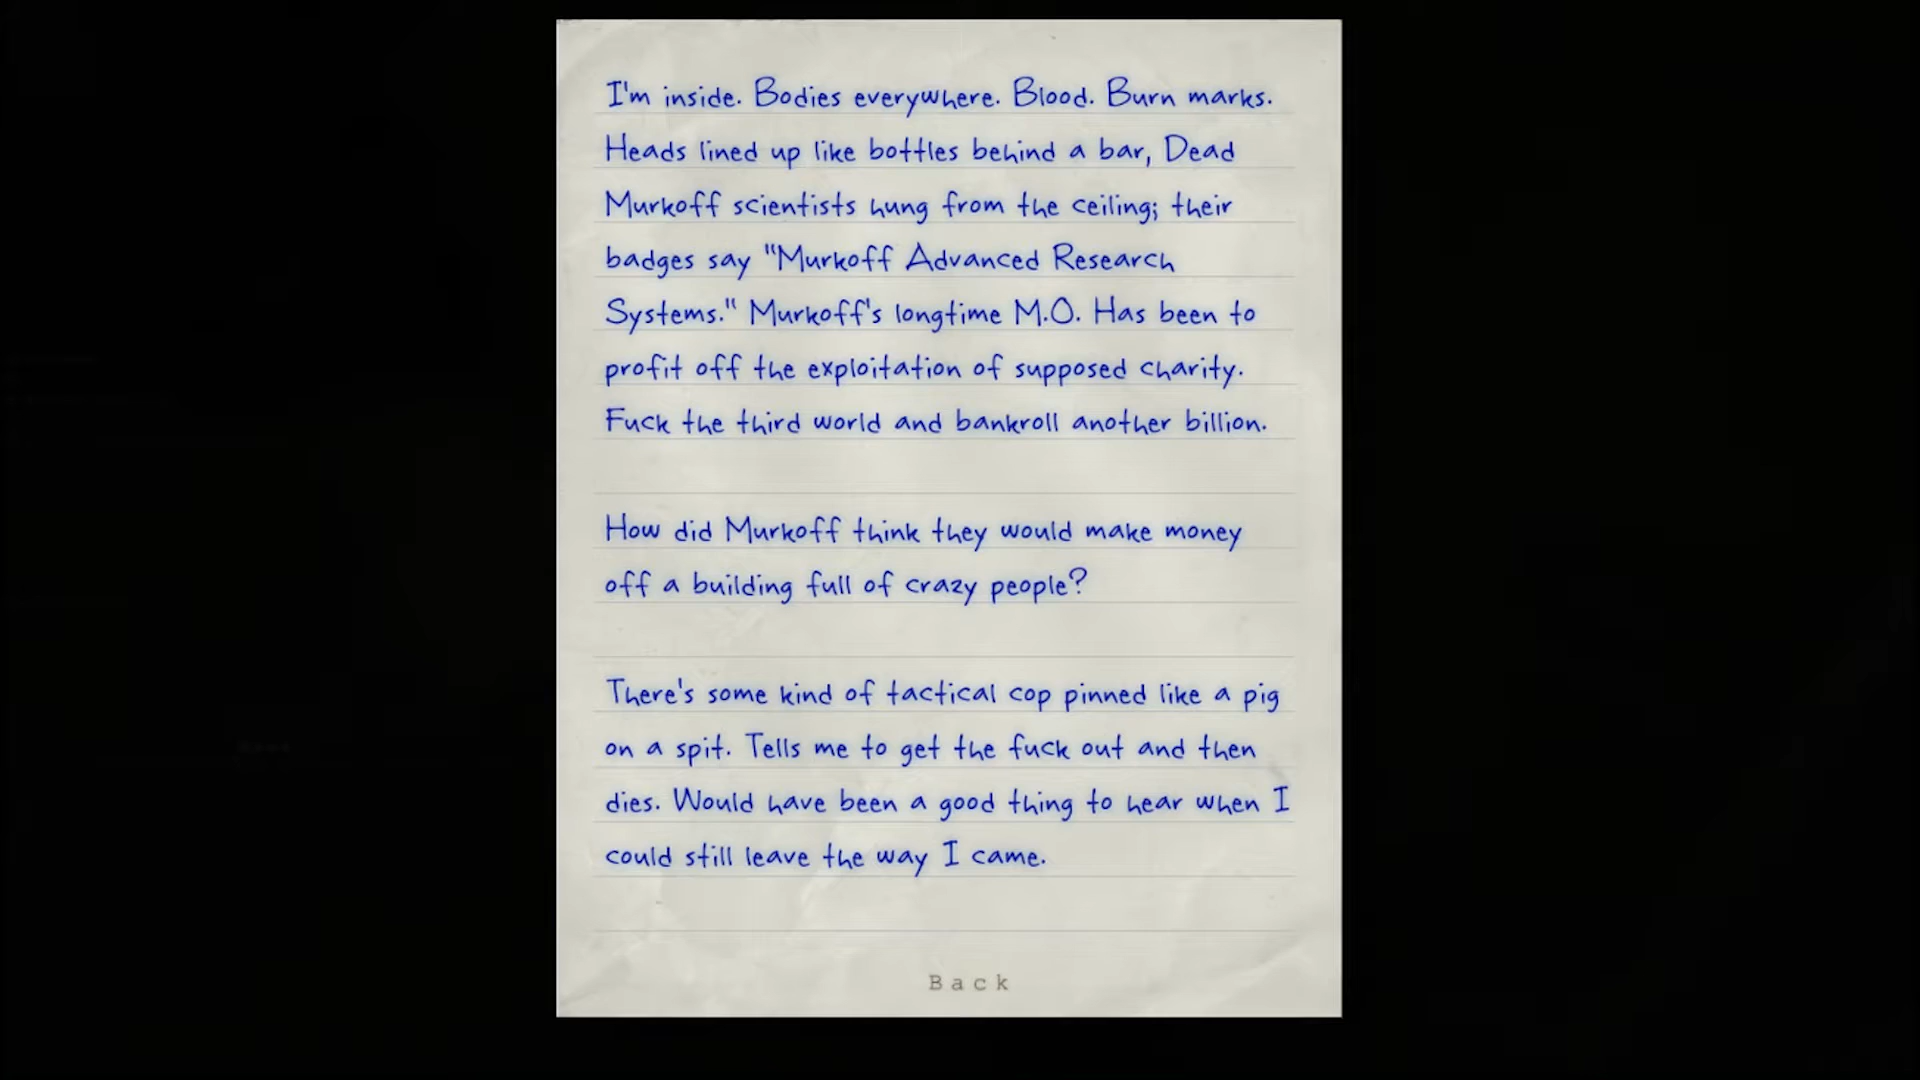 I'm inside. Bodies everywhere. Blood. Burn marks.
Heads lined up like bottles behind a bar, Dead
Murkoff scientists hung from the ceiling; their
badges say "Murkoff Advanced Research
Systems." Murkoff's longtime M.O. Has been to
profit off the exploitation of supposed charity.
Fuck the third world and bankroll another billion.
How did Murkoff think they would make money
off a building full of crazy people?
There's some kind of tactical cop pinned like a pig
on a spit. Tells me to get the fuck out and then
dies. Would have been a good thing to hear when I
could still leave the way I came.
Back